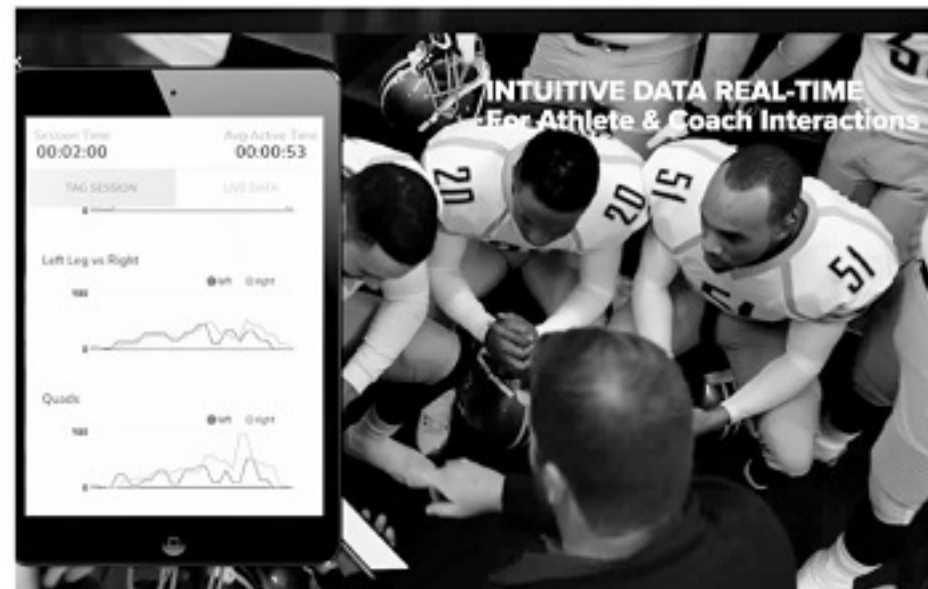 INTUITIVE DATA REAL-TIME
For Athlete & Coach Interactions
Session Time
Avg Active Time
00:02:00
00:00:53
TAG SESSION
LIVE DATA
0
Left Leg vs Right
left right
100
0
Quads
left right
100
0
20
20
51
51
51